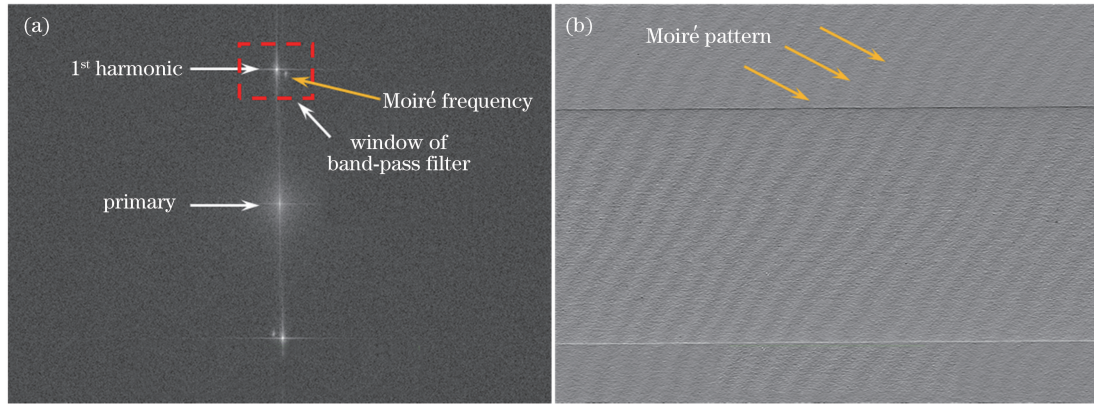 (a)
1st harmonic
Moiré frequency
window of
band-pass filter
primary
(b)
Moiré pattern